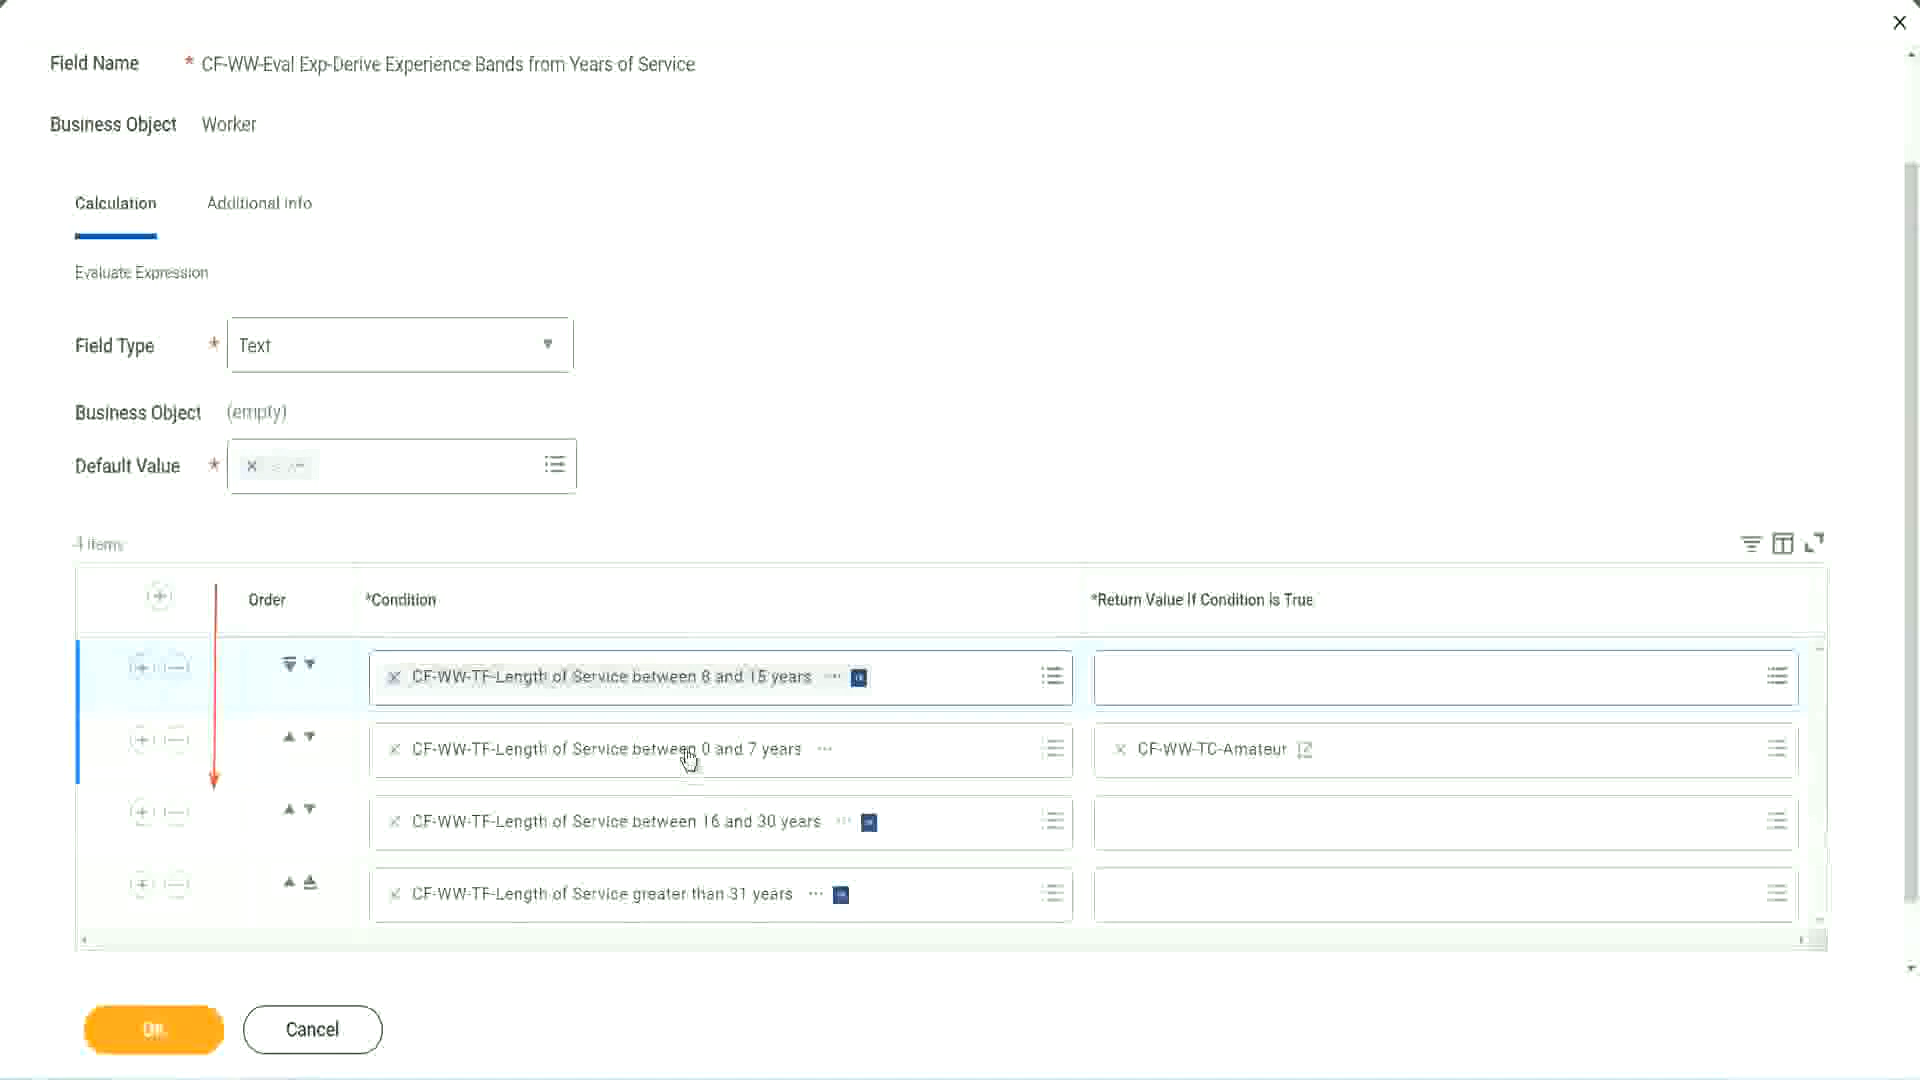 Field Name * CF-WW-Eval Exp-Derive Experience Bands from Years of Service
Business Object Worker
Calculation Additional Info
Evaluate Expression
Field Type * Text
Business Object (empty)
Default Value *
4 items
Order *Condition *Return Value if Condition is True
CF-WW-TF-Length of Service between 8 and 15 years
CF-WW-TF-Length of Service between 0 and 7 years CF-WW-TC-Amateur
CF-WW-TF-Length of Service between 16 and 30 years
CF-WW-TF-Length of Service greater than 31 years
OK Cancel